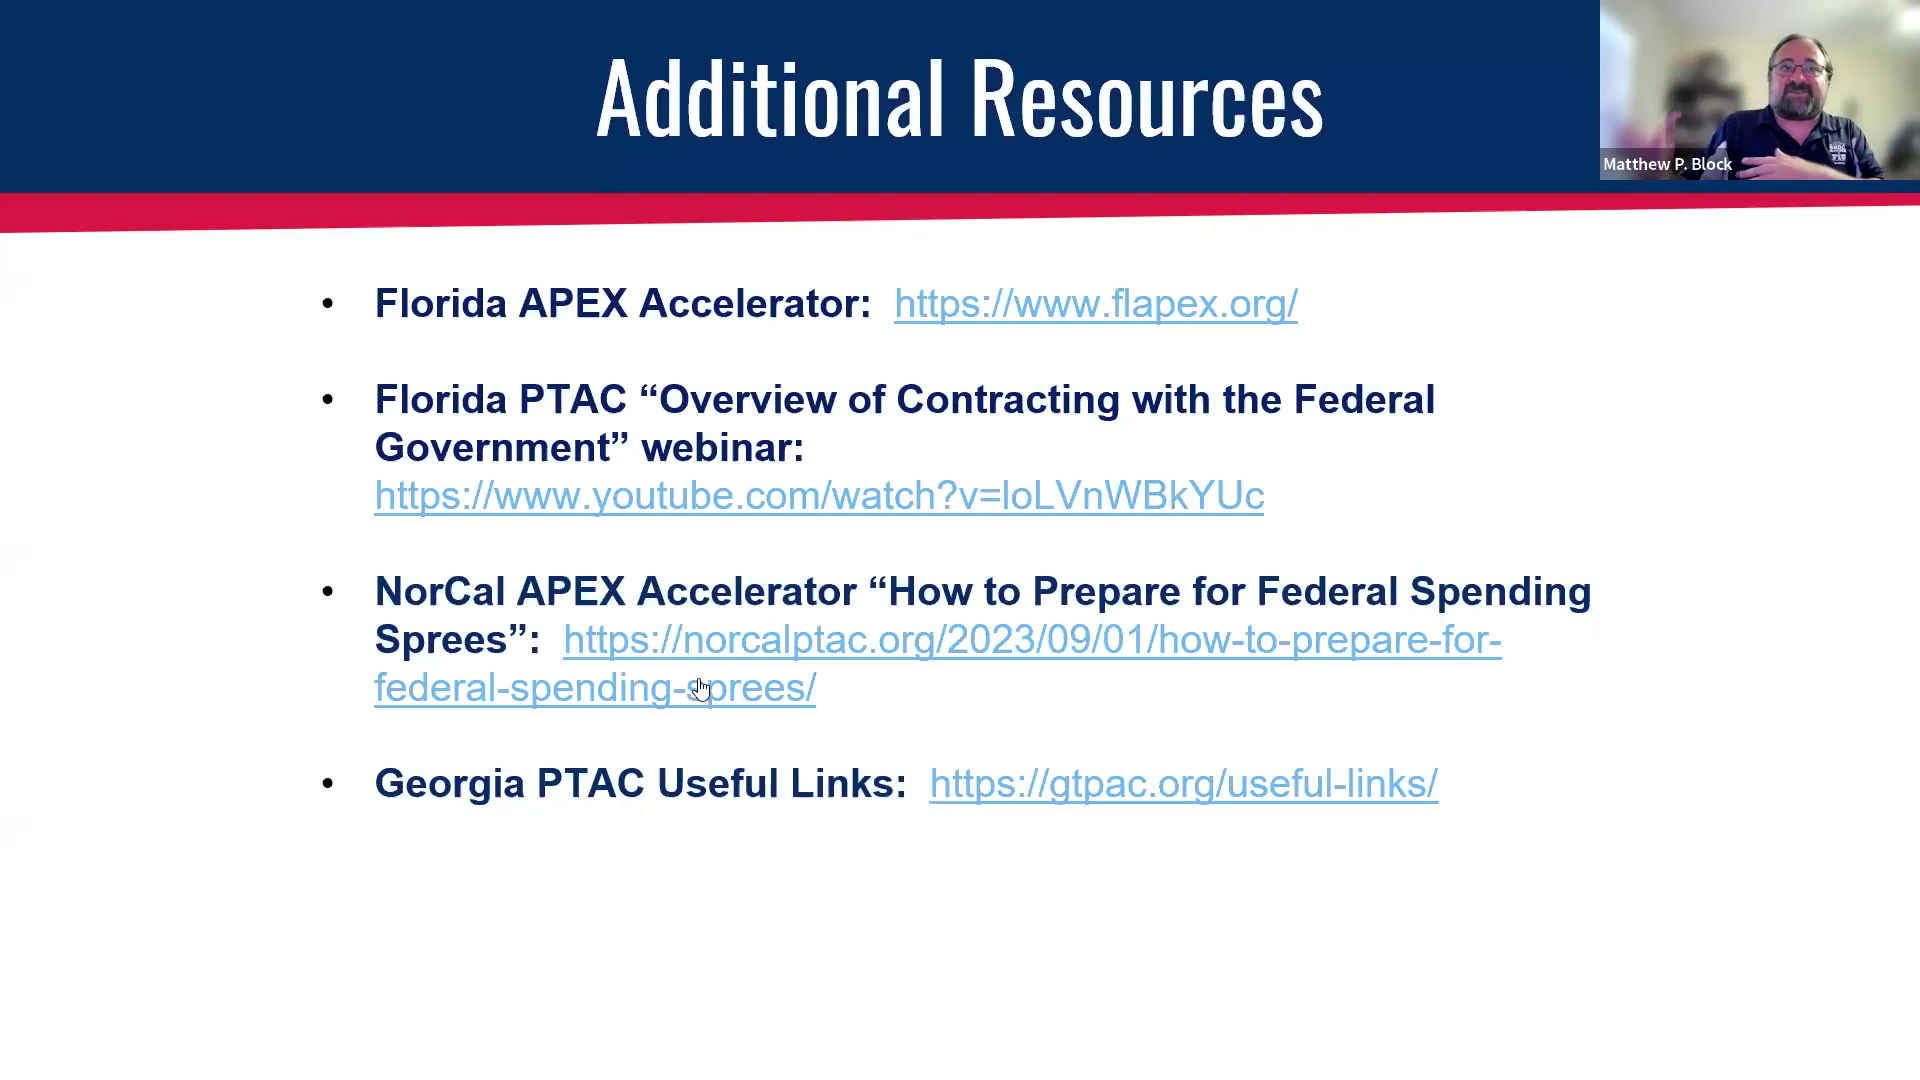 Additional Resources
Matthew P. Block
• Florida APEX Accelerator: https://www.flapex.org/
• Florida PTAC “Overview of Contracting with the Federal
Government” webinar:
https://www.youtube.com/watch?v=loLVnWBkYUc
• NorCal APEX Accelerator “How to Prepare for Federal Spending
Sprees”: https://norcalptac.org/2023/09/01/how-to-prepare-for-
federal-spending-sprees/
• Georgia PTAC Useful Links: https://gtpac.org/useful-links/